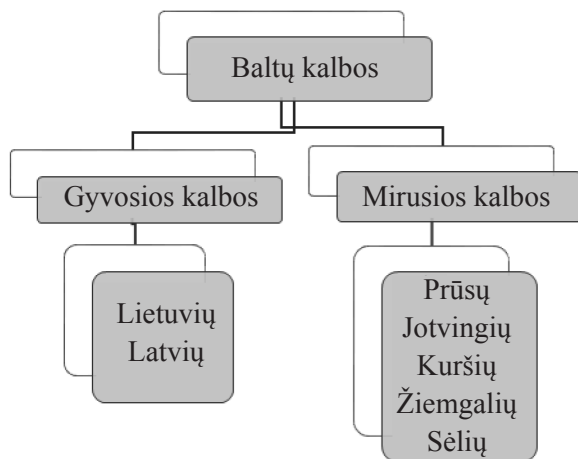 Baltų kalbos
Gyvosios kalbos
Mirusios kalbos
Lietuvių
Latvių
Prūsų
Jotvingių
Kuršių
Žiemgalių
Sėlių